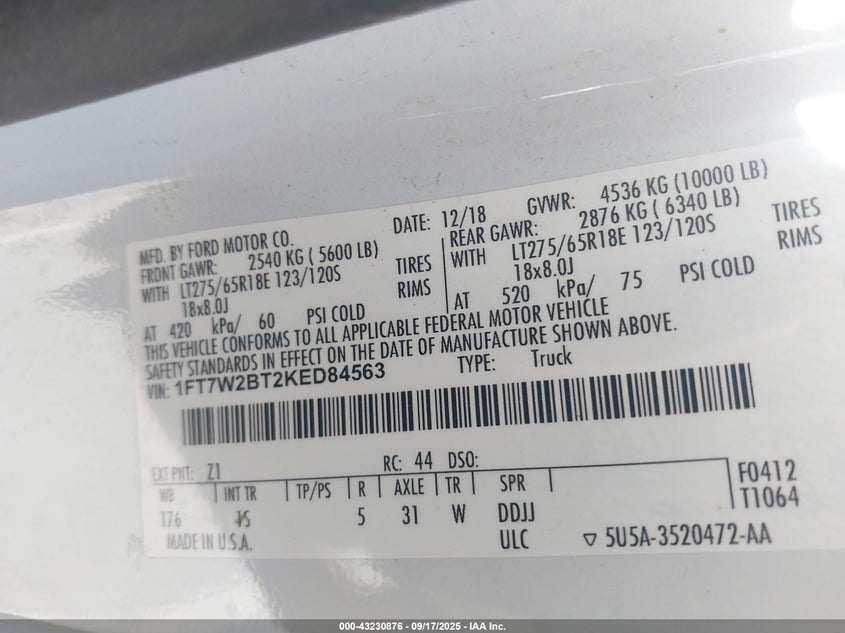 MFD. BY FORD MOTOR CO.
DATE: 12/18
GVWR: 4536 KG (10000 LB)
FRONT GAWR: 2540 KG ( 5600 LB)
REAR GAWR: 2876 KG ( 6340 LB)
WITH LT275/65R18E 123/120S TIRES
WITH LT275/65R18E 123/120S TIRES
18x8.0J RIMS
18x8.0J RIMS
AT 420 kPa/ 60 PSI COLD
AT 520 kPa/ 75 PSI COLD
THIS VEHICLE CONFORMS TO ALL APPLICABLE FEDERAL MOTOR VEHICLE
SAFETY STANDARDS IN EFFECT ON THE DATE OF MANUFACTURE SHOWN ABOVE.
VIN: 1FT7W2BT2KED84563
TYPE: Truck
EXT PNT: Z1 RC: 44 DSO:
WB INT TR TP/PS R AXLE TR SPR
F0412
T1064
176 5 31 W DDJJ
MADE IN U.S.A. ULC ▽ 5U5A-3520472-AA
000-43230876 - 09/17/2025 - IAA Inc.